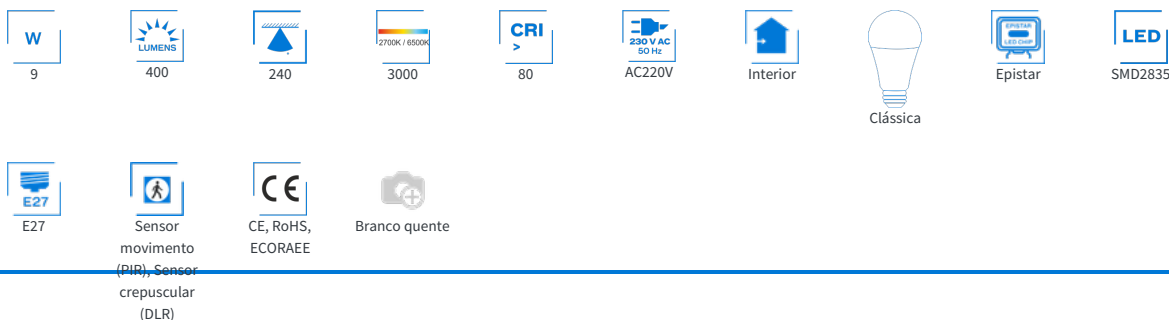 W
9
LUMENS
400
240
2700K / 6500K
3000
CRI
>
80
230 V AC
50 Hz
AC220V
Interior
Clássica
EPISTAR
LED CHIP
Epistar
LED
SMD2835
E27
E27
Sensor
movimento
(PIR), Sensor
crepuscular
(DLR)
CE
CE, RoHS,
ECORAEE
Branco quente